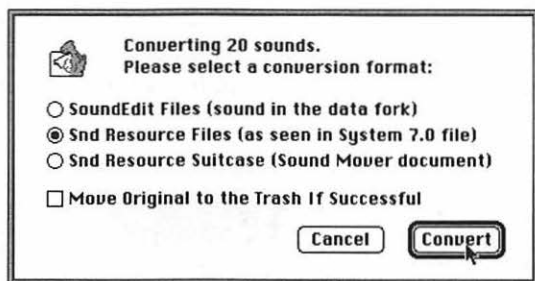 Converting 20 sounds.
Please select a conversion format:
SoundEdit Files (sound in the data fork)
Snd Resource Files (as seen in System 7.0 file)
Snd Resource Suitcase (Sound Mover document)
Move Original to the Trash If Successful
Cancel Convert